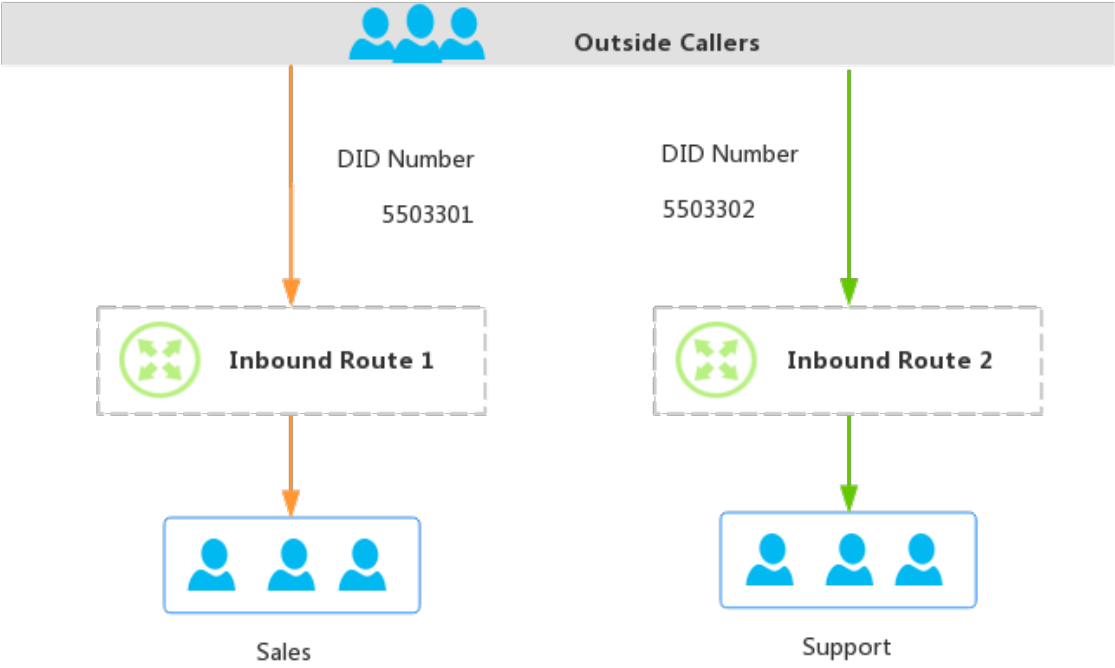 Outside Callers
DID Number
5503301
DID Number
5503302
Inbound Route 1
Inbound Route 2
Sales
Support